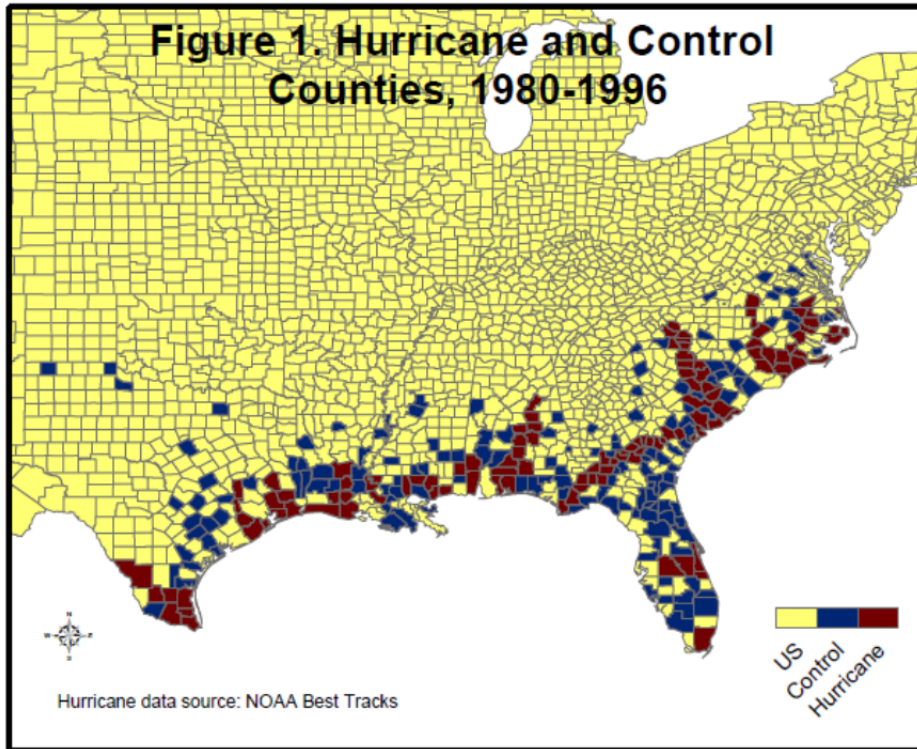 Figure 1. Hurricane and Control
Counties, 1980-1996
N
W
E
S
US
Control
Hurricane
Hurricane data source: NOAA Best Tracks